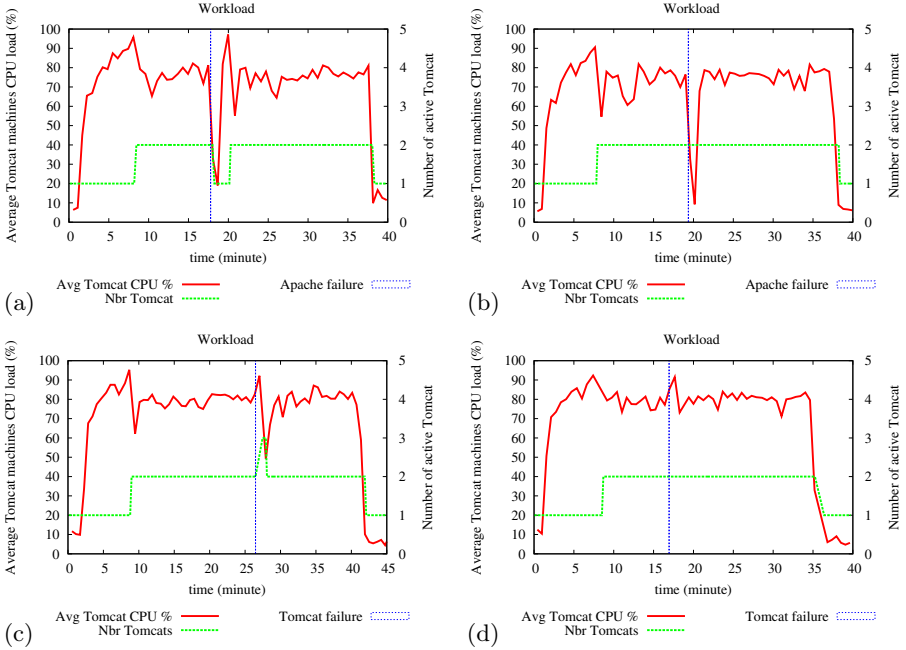 Workload
Average Tomcat machines CPU load (%)
100
90
80
70
60
50
40
30
20
10
0
5
4
3
2
1
0
Number of active Tomcat
0 5 10 15 20 25 30 35 40
time (minute)
Avg Tomcat CPU %
Nbr Tomcat
Apache failure
(a)
Workload
Average Tomcat machines CPU load (%)
100
90
80
70
60
50
40
30
20
10
0
5
4
3
2
1
0
Number of active Tomcat
0 5 10 15 20 25 30 35 40
time (minute)
Avg Tomcat CPU %
Nbr Tomcats
Apache failure
(b)
Workload
Average Tomcat machines CPU load (%)
100
90
80
70
60
50
40
30
20
10
0
5
4
3
2
1
0
Number of active Tomcat
0 5 10 15 20 25 30 35 40 45
time (minute)
Avg Tomcat CPU %
Nbr Tomcats
Tomcat failure
(c)
Workload
Average Tomcat machines CPU load (%)
100
90
80
70
60
50
40
30
20
10
0
5
4
3
2
1
0
Number of active Tomcat
0 5 10 15 20 25 30 35 40
time (minute)
Avg Tomcat CPU %
Nbr Tomcats
Tomcat failure
(d)